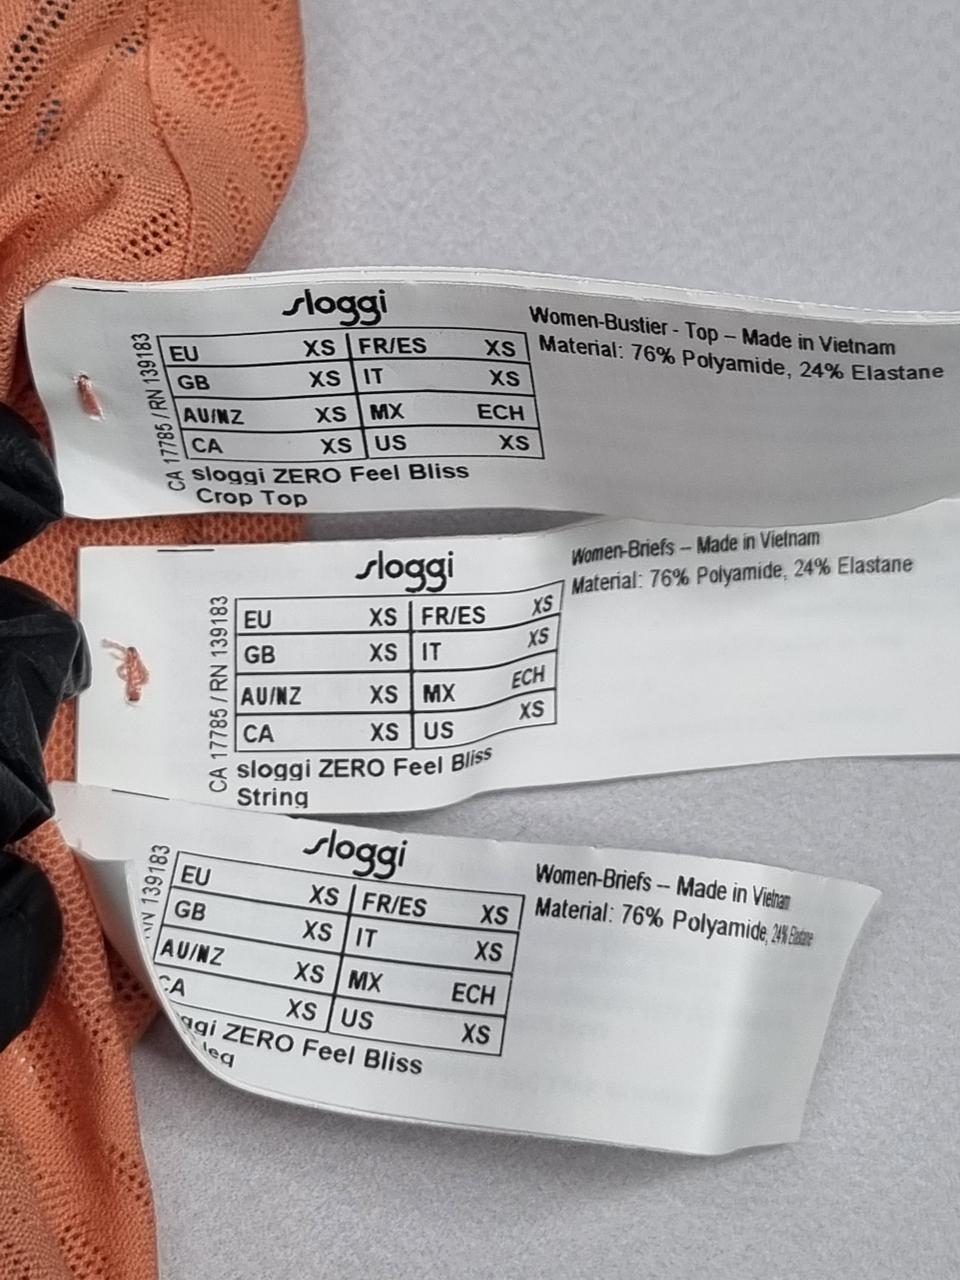 sloggi
CA 17785 / RN 139183
EU XS FR/ES XS
GB XS IT XS
AU/NZ XS MX ECH
CA XS US XS
sloggi ZERO Feel Bliss
Crop Top
Women-Bustier - Top – Made in Vietnam
Material: 76% Polyamide, 24% Elastane
sloggi
CA 17785 / RN 139183
EU XS FR/ES XS
GB XS IT XS
AU/NZ XS MX ECH
CA XS US XS
sloggi ZERO Feel Bliss
String
Women-Briefs – Made in Vietnam
Material: 76% Polyamide, 24% Elastane
sloggi
139183
EU XS FR/ES XS
GB XS IT XS
AU/NZ XS MX ECH
CA XS US XS
ggi ZERO Feel Bliss
leg
Women-Briefs – Made in Vietnam
Material: 76% Polyamide, 24% Elastane